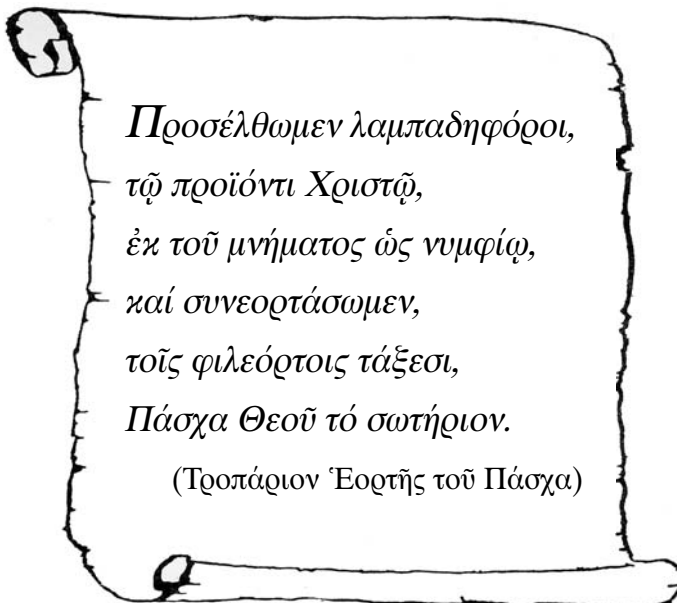 Προσέλθωμεν λαμπαδηφόροι,
τῷ προϊόντι Χριστῷ,
ἐκ τοῦ μνήματος ὡς νυμφίῳ,
καί συνεορτάσωμεν,
τοῖς φιλεόρτοις τάξεσι,
Πάσχα Θεοῦ τό σωτήριον.
(Τροπάριον Ἑορτῆς τοῦ Πάσχα)